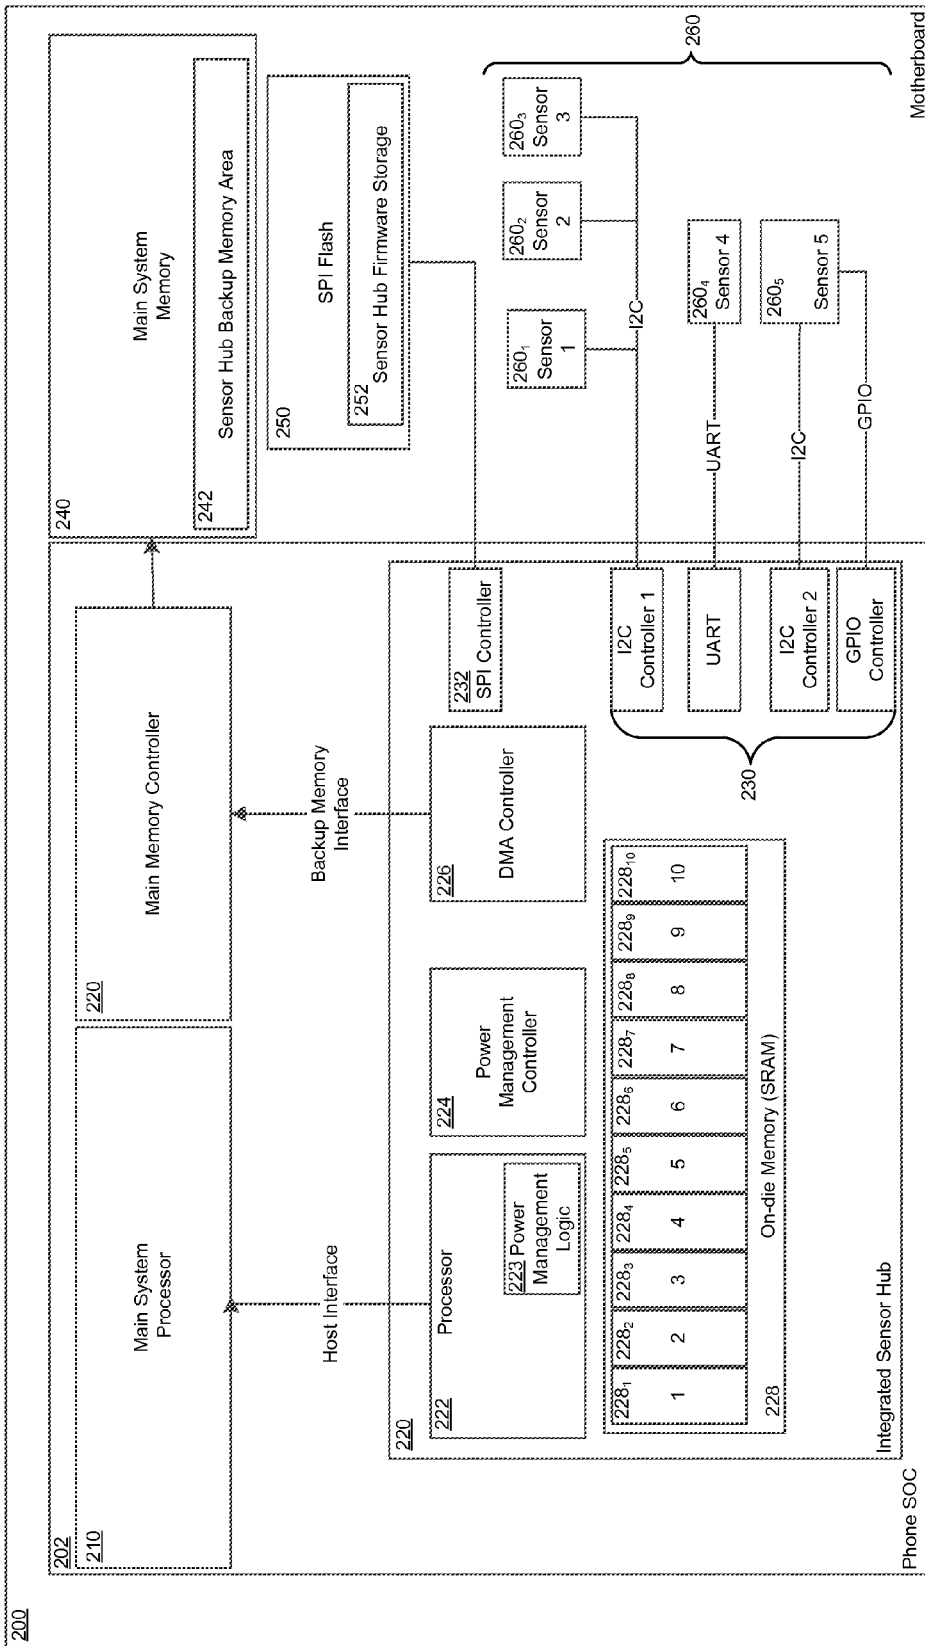 200
202
210
Main System
Processor
220
Main Memory Controller
240
Main System
Memory
242
Sensor Hub Backup Memory Area
250
SPI Flash
252
Sensor Hub Firmware Storage
Host Interface
Backup Memory
Interface
220
222
Processor
223 Power
Management
Logic
224
Power
Management
Controller
226
DMA Controller
232
SPI Controller
228₁
228₂
228₃
228₄
228₅
228₆
228₇
228₈
228₉
228₁₀
1
2
3
4
5
6
7
8
9
10
228
On-die Memory (SRAM)
230
I2C
Controller 1
UART
I2C
Controller 2
GPIO
Controller
I2C
UART
I2C
GPIO
260₁
Sensor
1
260₂
Sensor
2
260₃
Sensor
3
260₄
Sensor 4
260₅
Sensor 5
260
Integrated Sensor Hub
Phone SOC
Motherboard